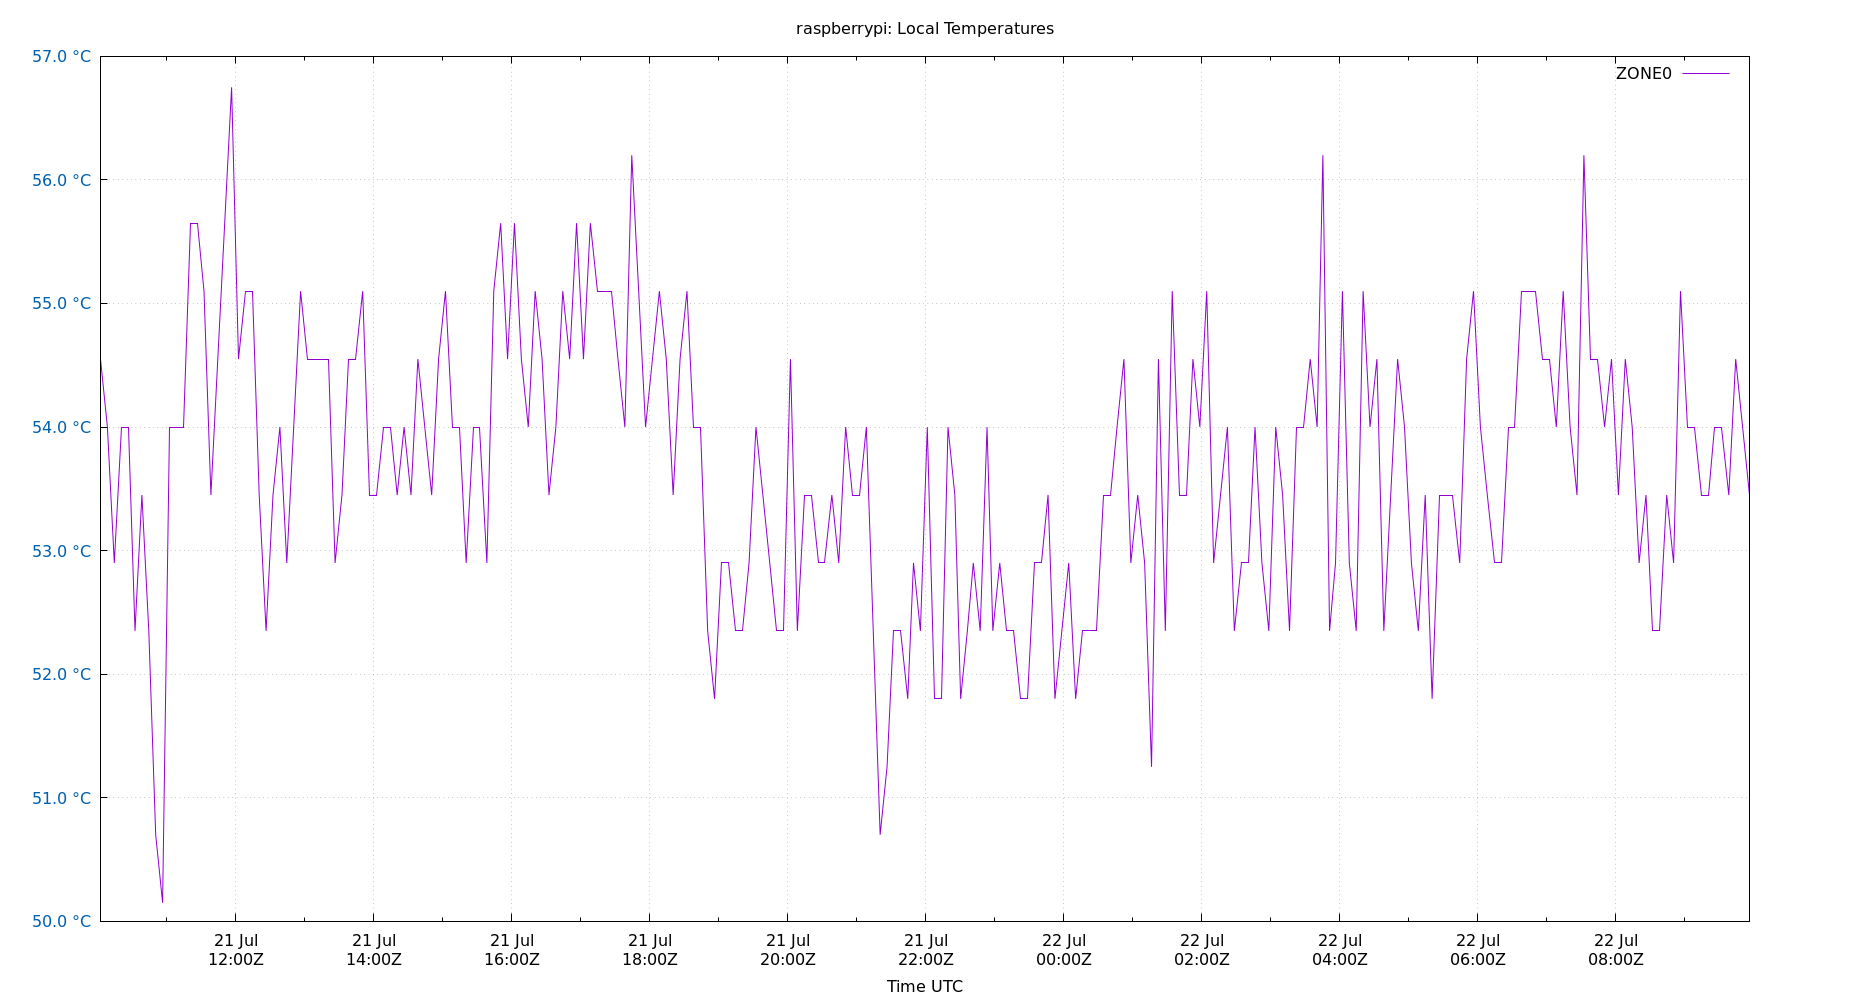 raspberrypi: Local Temperatures
57.0 °C
ZONE0
56.0 °C
55.0 °C
54.0 °C
53.0 °C
52.0 °C
51.0 °C
50.0 °C
21 Jul 21 Jul 21 Jul 21 Jul 21 Jul 21 Jul 22 Jul 22 Jul 22 Jul 22 Jul 22 Jul
12:00Z 14:00Z 16:00Z 18:00Z 20:00Z 22:00Z 00:00Z 02:00Z 04:00Z 06:00Z 08:00Z
Time UTC